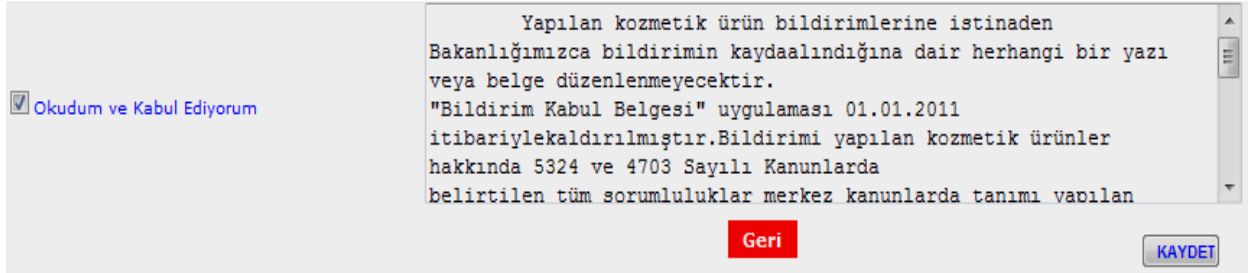 Yapılan kozmetik ürün bildirimlerine istinaden
Bakanlığımızca bildirimin kaydaalındığına dair herhangi bir yazı
veya belge düzenlenmeyecektir.
"Bildirim Kabul Belgesi" uygulaması 01.01.2011
itibariylekaldırılmıştır.Bildirimi yapılan kozmetik ürünler
hakkında 5324 ve 4703 Sayılı Kanunlarda
belirtilen tüm sorumluluklar merkez kanunlarda tanımı yapılan
Okudum ve Kabul Ediyorum
Geri
KAYDET